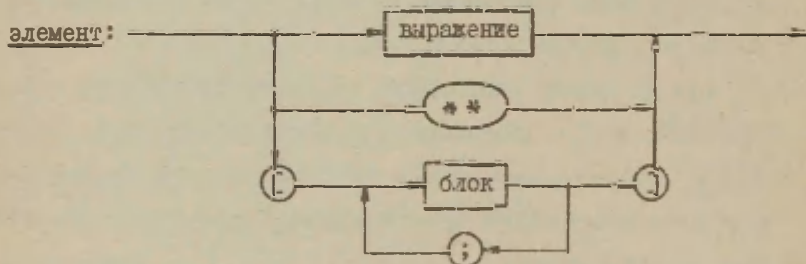 элемент: выражение
**
[ блок ]
;